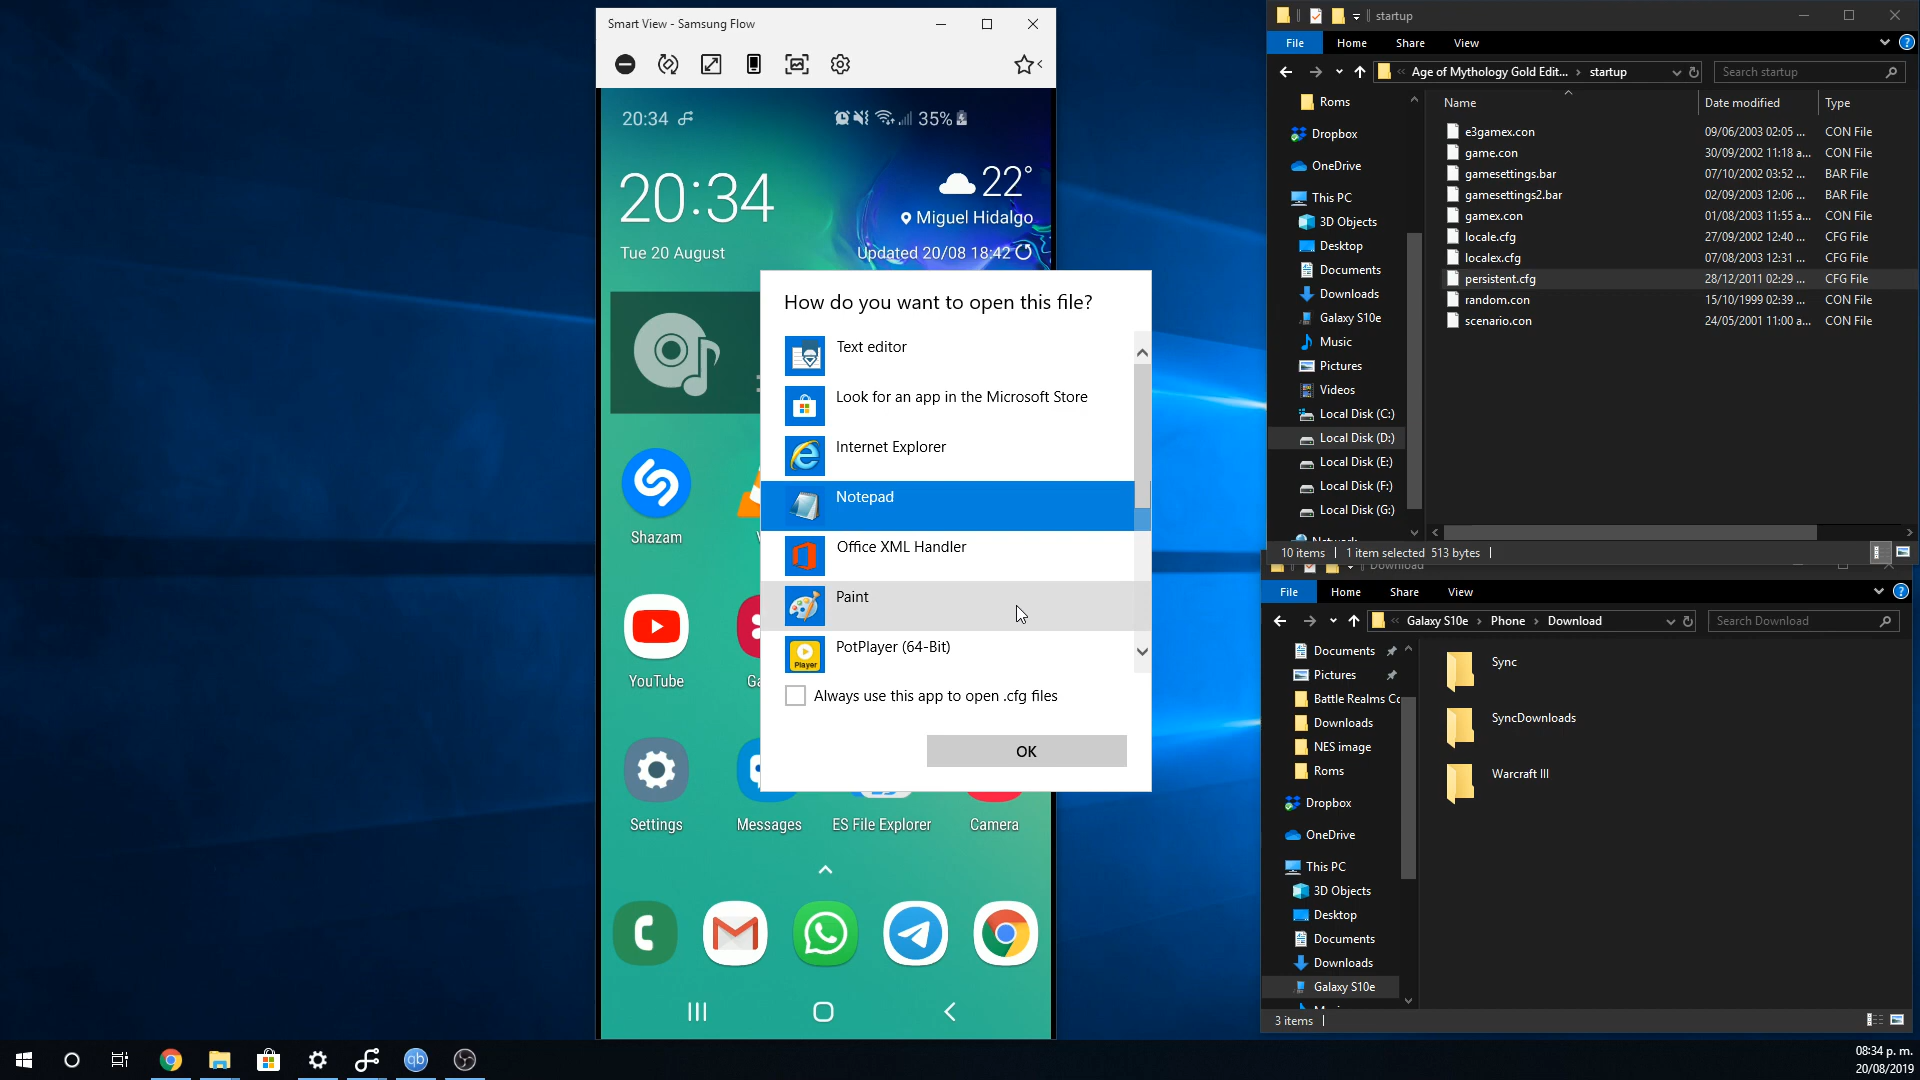 Smart View - Samsung Flow
20:34
35%
20:34
22°
Miguel Hidalgo
Tue 20 August
Updated 20/08 18:42
Shazam
YouTube
Settings
Messages
ES File Explorer
Camera
How do you want to open this file?
Text editor
Look for an app in the Microsoft Store
Internet Explorer
Notepad
Office XML Handler
Paint
PotPlayer (64-Bit)
Player
Always use this app to open .cfg files
OK
startup
File Home Share View
Age of Mythology Gold Edit... startup
Search startup
Roms
Dropbox
OneDrive
This PC
3D Objects
Desktop
Documents
Downloads
Galaxy S10e
Music
Pictures
Videos
Local Disk (C:)
Local Disk (D:)
Local Disk (E:)
Local Disk (F:)
Local Disk (G:)
Network
Name Date modified Type
e3gamex.con 09/06/2003 02:05 ... CON File
game.con 30/09/2002 11:18 a... CON File
gamesettings.bar 07/10/2002 03:52 ... BAR File
gamesettings2.bar 02/09/2003 12:06 ... BAR File
gamex.con 01/08/2003 11:55 a... CON File
locale.cfg 27/09/2002 12:40 ... CFG File
localex.cfg 07/08/2003 12:31 ... CFG File
persistent.cfg 28/12/2011 02:29 ... CFG File
random.con 15/10/1999 02:39 ... CON File
scenario.con 24/05/2001 11:00 a... CON File
10 items 1 item selected 513 bytes
Download
File Home Share View
Galaxy S10e Phone Download
Search Download
Documents
Pictures
Battle Realms Co
Downloads
NES image
Roms
Dropbox
OneDrive
This PC
3D Objects
Desktop
Documents
Downloads
Galaxy S10e
Sync
SyncDownloads
Warcraft III
3 items
qb
08:34 p. m.
20/08/2019